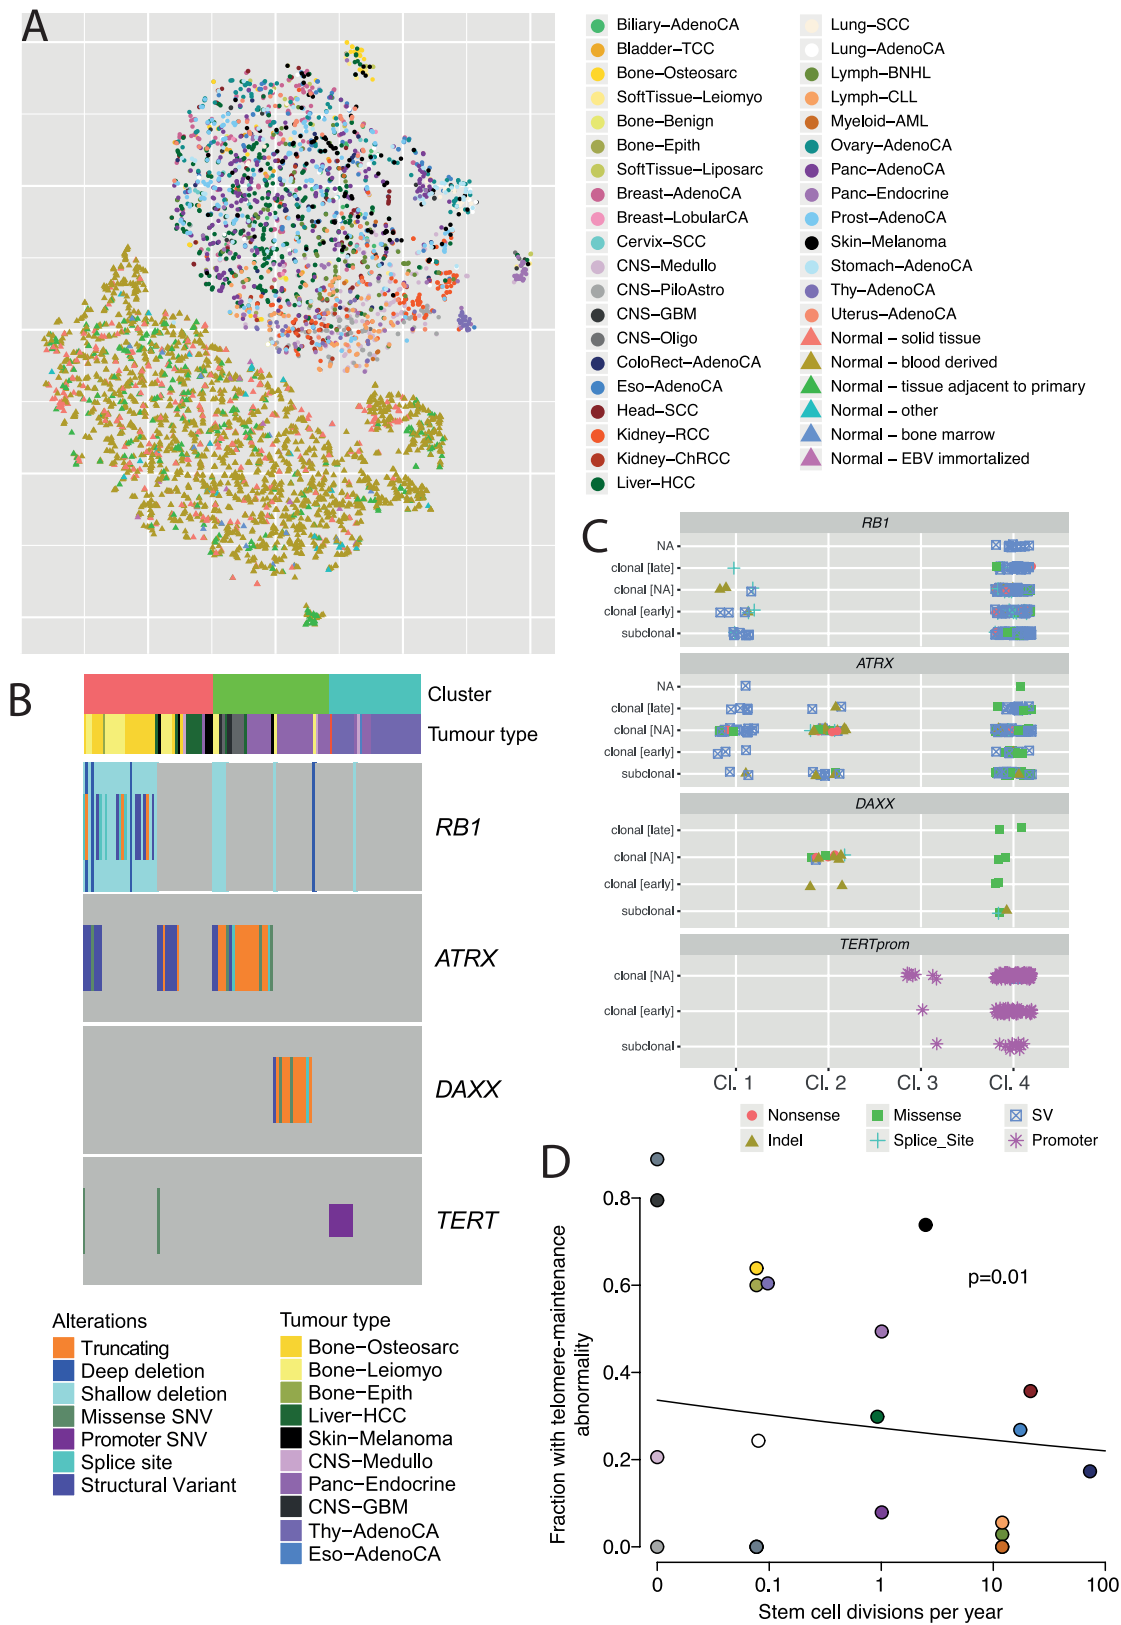 A
Biliary–AdenoCA
Bladder–TCC
Bone–Osteosarc
SoftTissue–Leiomyo
Bone–Benign
Bone–Epith
SoftTissue–Liposarc
Breast–AdenoCA
Breast–LobularCA
Cervix–SCC
CNS–Medullo
CNS–PiloAstro
CNS–GBM
CNS–Oligo
ColoRect–AdenoCA
Eso–AdenoCA
Head–SCC
Kidney–RCC
Kidney–ChRCC
Liver–HCC
Lung–SCC
Lung–AdenoCA
Lymph–BNHL
Lymph–CLL
Myeloid–AML
Ovary–AdenoCA
Panc–AdenoCA
Panc–Endocrine
Prost–AdenoCA
Skin–Melanoma
Stomach–AdenoCA
Thy–AdenoCA
Uterus–AdenoCA
Normal – solid tissue
Normal – blood derived
Normal – tissue adjacent to primary
Normal – other
Normal – bone marrow
Normal – EBV immortalized
B
Cluster
Tumour type
RB1
ATRX
DAXX
TERT
Alterations
Truncating
Deep deletion
Shallow deletion
Missense SNV
Promoter SNV
Splice site
Structural Variant
Tumour type
Bone–Osteosarc
Bone–Leiomyo
Bone–Epith
Liver–HCC
Skin–Melanoma
CNS–Medullo
Panc–Endocrine
CNS–GBM
Thy–AdenoCA
Eso–AdenoCA
C
RB1
NA
clonal [late]
clonal [NA]
clonal [early]
subclonal
ATRX
NA
clonal [late]
clonal [NA]
clonal [early]
subclonal
DAXX
clonal [late]
clonal [NA]
clonal [early]
subclonal
TERTprom
clonal [NA]
clonal [early]
subclonal
Cl. 1 Cl. 2 Cl. 3 Cl. 4
Nonsense Missense SV
Indel Splice_Site Promoter
D
Fraction with telomere-maintenance
abnormality
0.8
0.6
0.4
0.2
0.0
p=0.01
0 0.1 1 10 100
Stem cell divisions per year